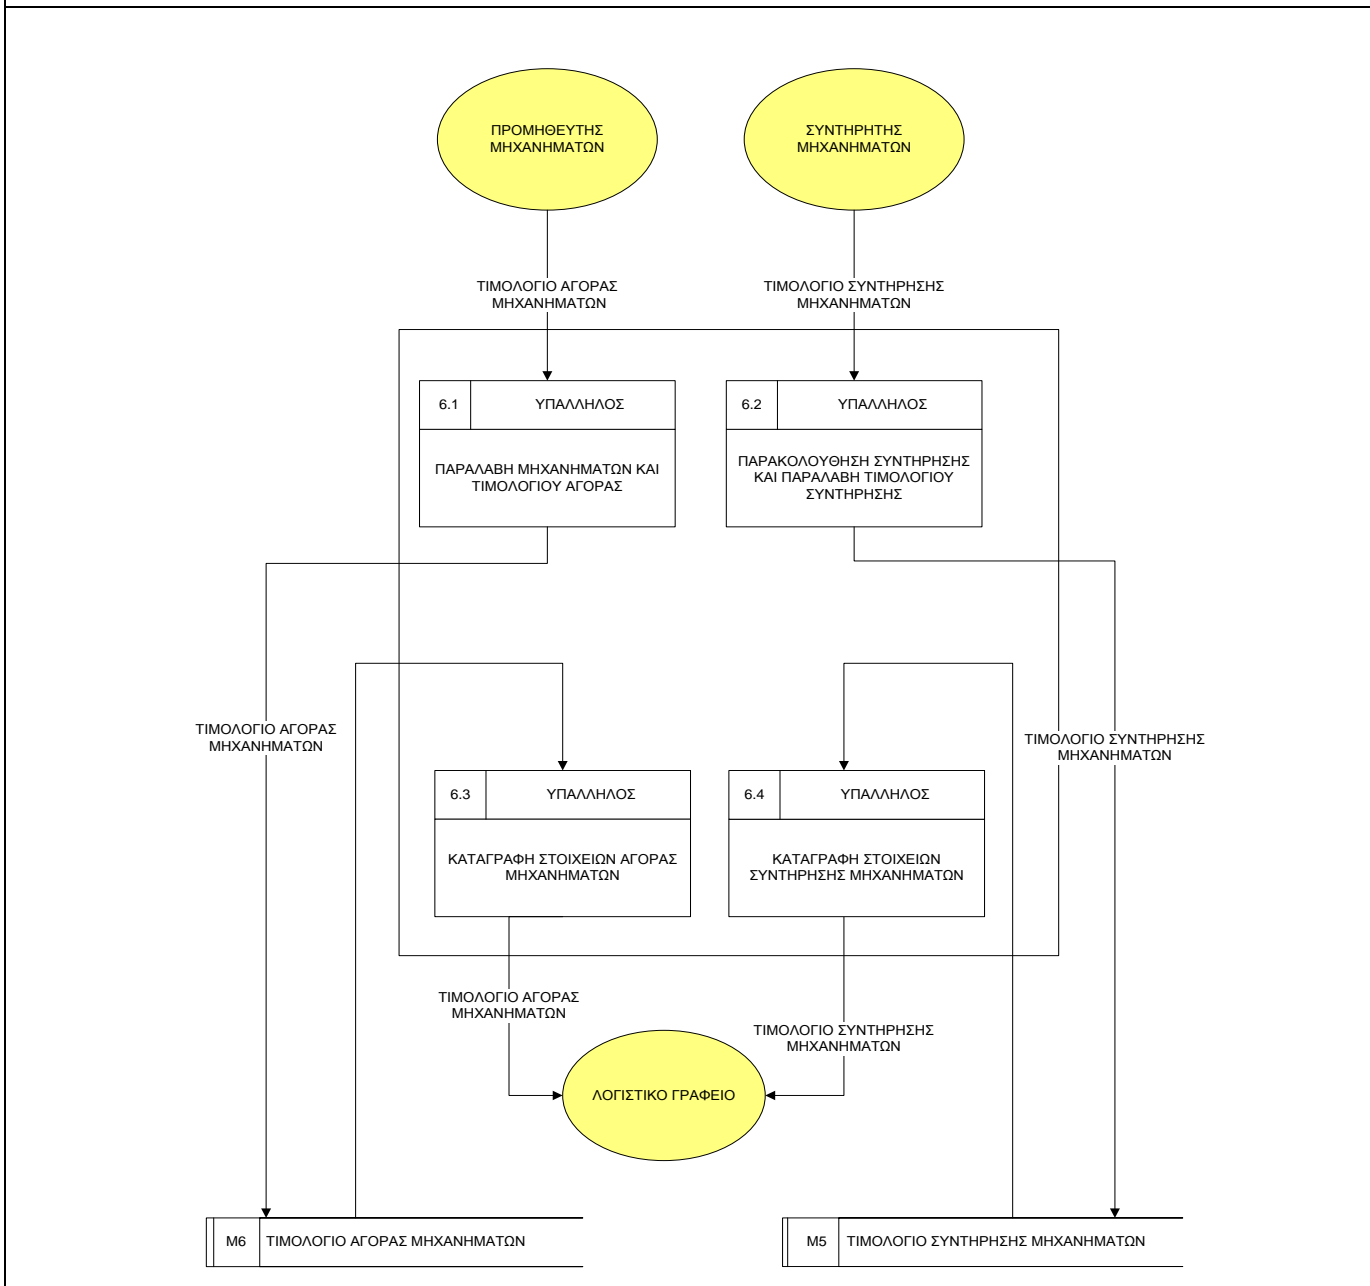 ΠΡΟΜΗΘΕΥΤΗΣ
ΜΗΧΑΝΗΜΑΤΩΝ
ΣΥΝΤΗΡΗΤΗΣ
ΜΗΧΑΝΗΜΑΤΩΝ
ΤΙΜΟΛΟΓΙΟ ΑΓΟΡΑΣ
ΜΗΧΑΝΗΜΑΤΩΝ
ΤΙΜΟΛΟΓΙΟ ΣΥΝΤΗΡΗΣΗΣ
ΜΗΧΑΝΗΜΑΤΩΝ
6.1 ΥΠΑΛΛΗΛΟΣ
ΠΑΡΑΛΑΒΗ ΜΗΧΑΝΗΜΑΤΩΝ ΚΑΙ
ΤΙΜΟΛΟΓΙΟΥ ΑΓΟΡΑΣ
6.2 ΥΠΑΛΛΗΛΟΣ
ΠΑΡΑΚΟΛΟΥΘΗΣΗ ΣΥΝΤΗΡΗΣΗΣ
ΚΑΙ ΠΑΡΑΛΑΒΗ ΤΙΜΟΛΟΓΙΟΥ
ΣΥΝΤΗΡΗΣΗΣ
ΤΙΜΟΛΟΓΙΟ ΑΓΟΡΑΣ
ΜΗΧΑΝΗΜΑΤΩΝ
ΤΙΜΟΛΟΓΙΟ ΣΥΝΤΗΡΗΣΗΣ
ΜΗΧΑΝΗΜΑΤΩΝ
6.3 ΥΠΑΛΛΗΛΟΣ
ΚΑΤΑΓΡΑΦΗ ΣΤΟΙΧΕΙΩΝ ΑΓΟΡΑΣ
ΜΗΧΑΝΗΜΑΤΩΝ
6.4 ΥΠΑΛΛΗΛΟΣ
ΚΑΤΑΓΡΑΦΗ ΣΤΟΙΧΕΙΩΝ
ΣΥΝΤΗΡΗΣΗΣ ΜΗΧΑΝΗΜΑΤΩΝ
ΤΙΜΟΛΟΓΙΟ ΑΓΟΡΑΣ
ΜΗΧΑΝΗΜΑΤΩΝ
ΤΙΜΟΛΟΓΙΟ ΣΥΝΤΗΡΗΣΗΣ
ΜΗΧΑΝΗΜΑΤΩΝ
ΛΟΓΙΣΤΙΚΟ ΓΡΑΦΕΙΟ
Μ6 ΤΙΜΟΛΟΓΙΟ ΑΓΟΡΑΣ ΜΗΧΑΝΗΜΑΤΩΝ
Μ5 ΤΙΜΟΛΟΓΙΟ ΣΥΝΤΗΡΗΣΗΣ ΜΗΧΑΝΗΜΑΤΩΝ